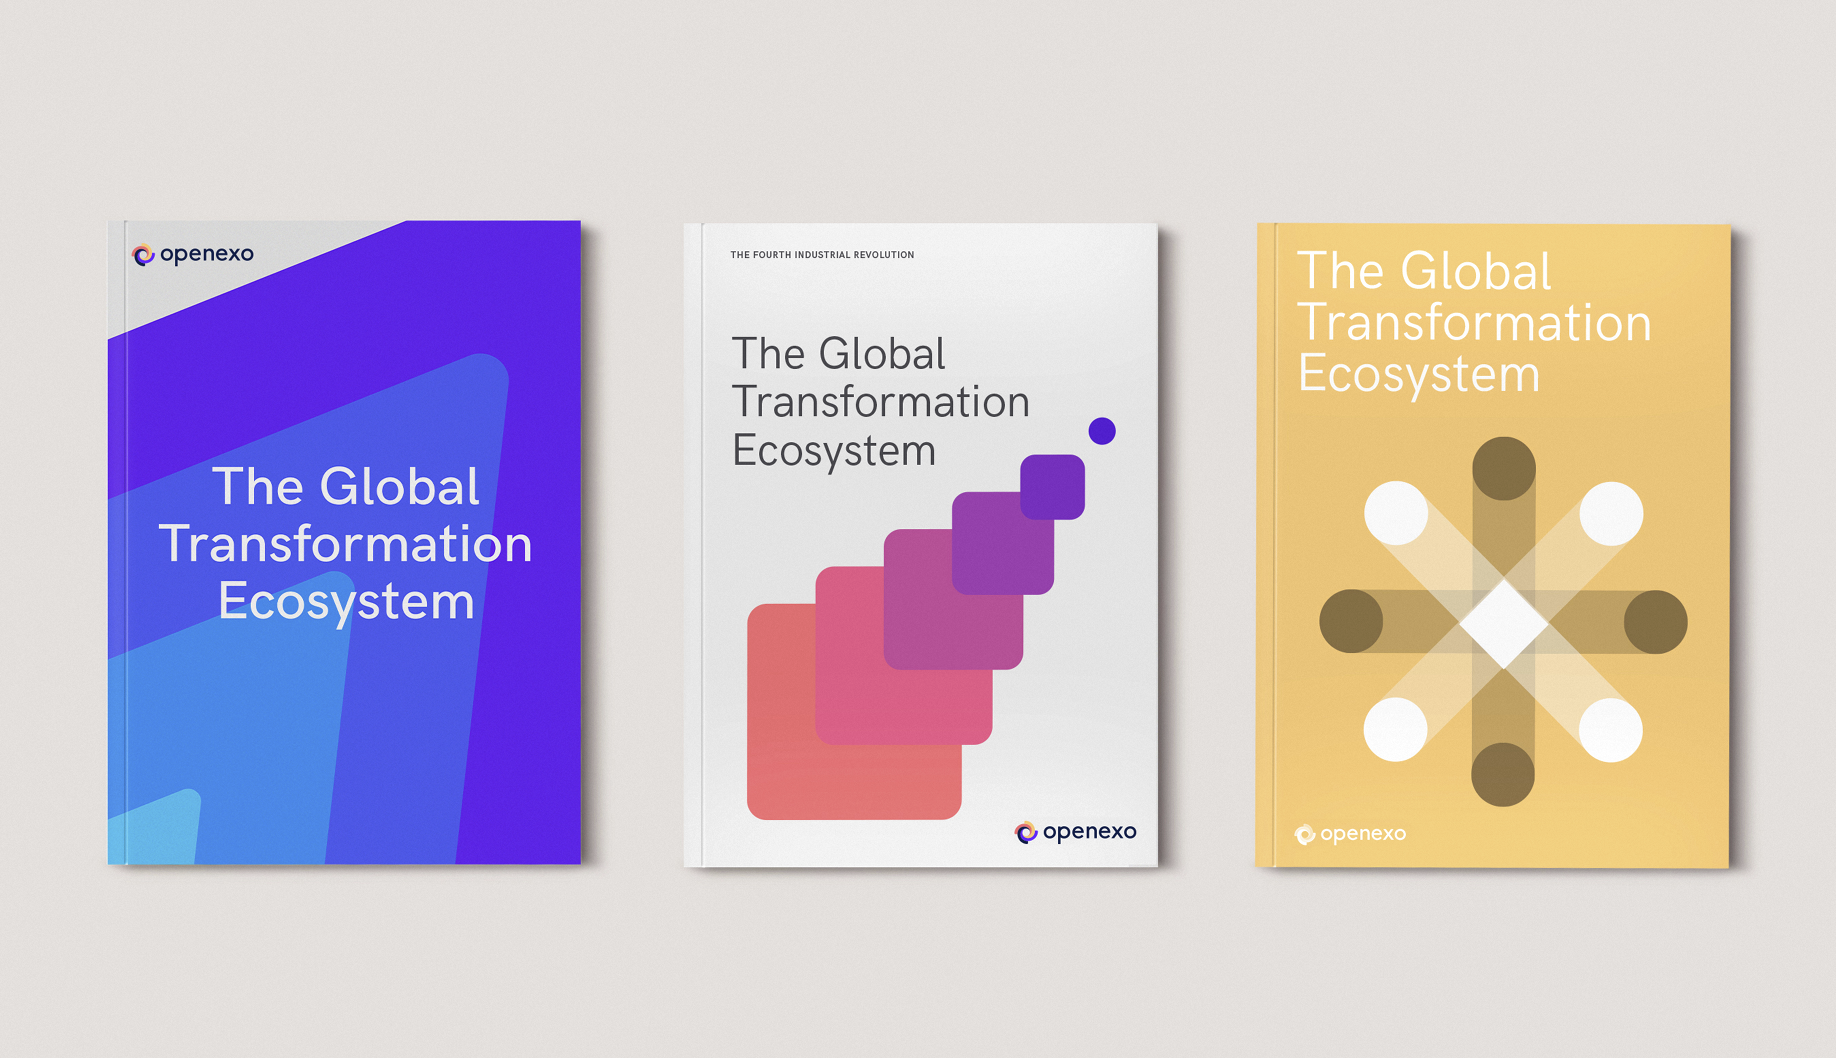 openexo
The Global
Transformation
Ecosystem
THE FOURTH INDUSTRIAL REVOLUTION
The Global
Transformation
Ecosystem
openexo
The Global
Transformation
Ecosystem
openexo